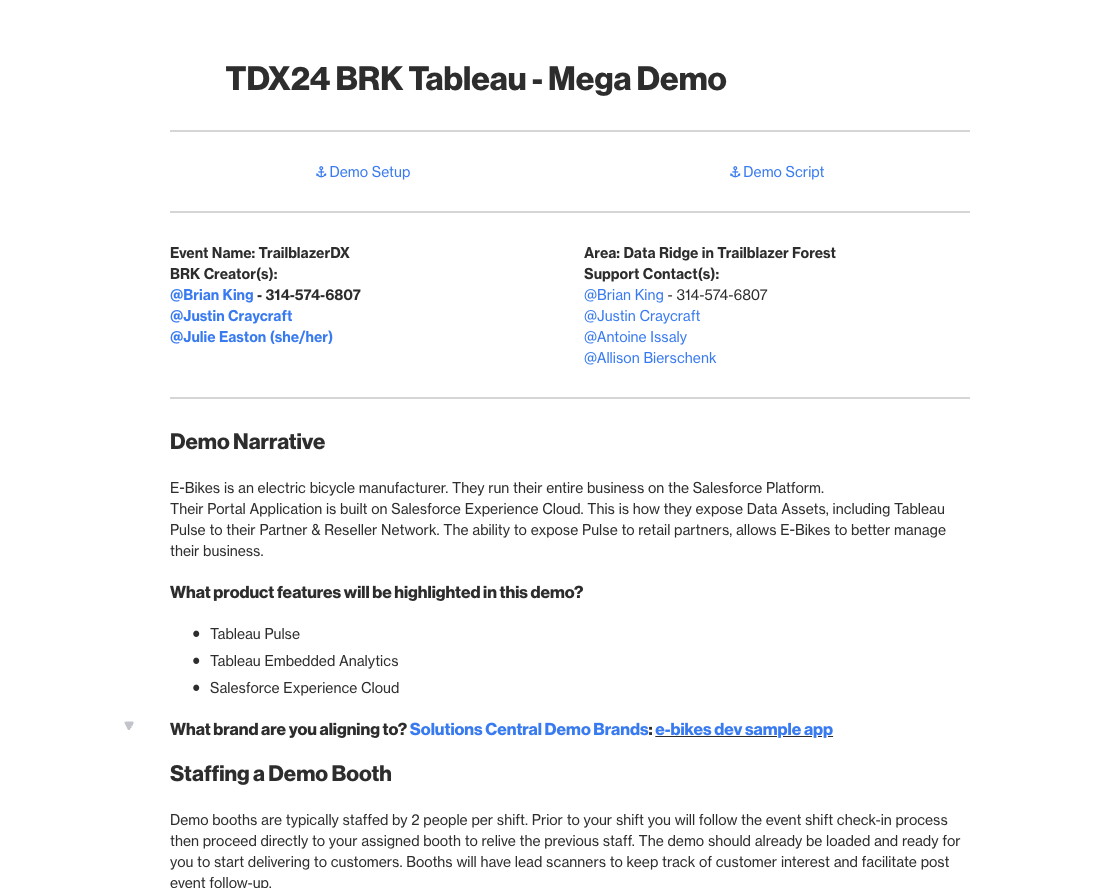 TDX24 BRK Tableau - Mega Demo
Demo Setup
Demo Script
Event Name: TrailblazerDX
BRK Creator(s):
@Brian King - 314-574-6807
@Justin Craycraft
@Julie Easton (she/her)
Area: Data Ridge in Trailblazer Forest
Support Contact(s):
@Brian King - 314-574-6807
@Justin Craycraft
@Antoine Issaly
@Allison Bierschenk
Demo Narrative
E-Bikes is an electric bicycle manufacturer. They run their entire business on the Salesforce Platform.
Their Portal Application is built on Salesforce Experience Cloud. This is how they expose Data Assets, including Tableau
Pulse to their Partner & Reseller Network. The ability to expose Pulse to retail partners, allows E-Bikes to better manage
their business.
What product features will be highlighted in this demo?
• Tableau Pulse
• Tableau Embedded Analytics
• Salesforce Experience Cloud
What brand are you aligning to? Solutions Central Demo Brands: e-bikes dev sample app
Staffing a Demo Booth
Demo booths are typically staffed by 2 people per shift. Prior to your shift you will follow the event shift check-in process
then proceed directly to your assigned booth to relive the previous staff. The demo should already be loaded and ready for
you to start delivering to customers. Booths will have lead scanners to keep track of customer interest and facilitate post
event follow-up.